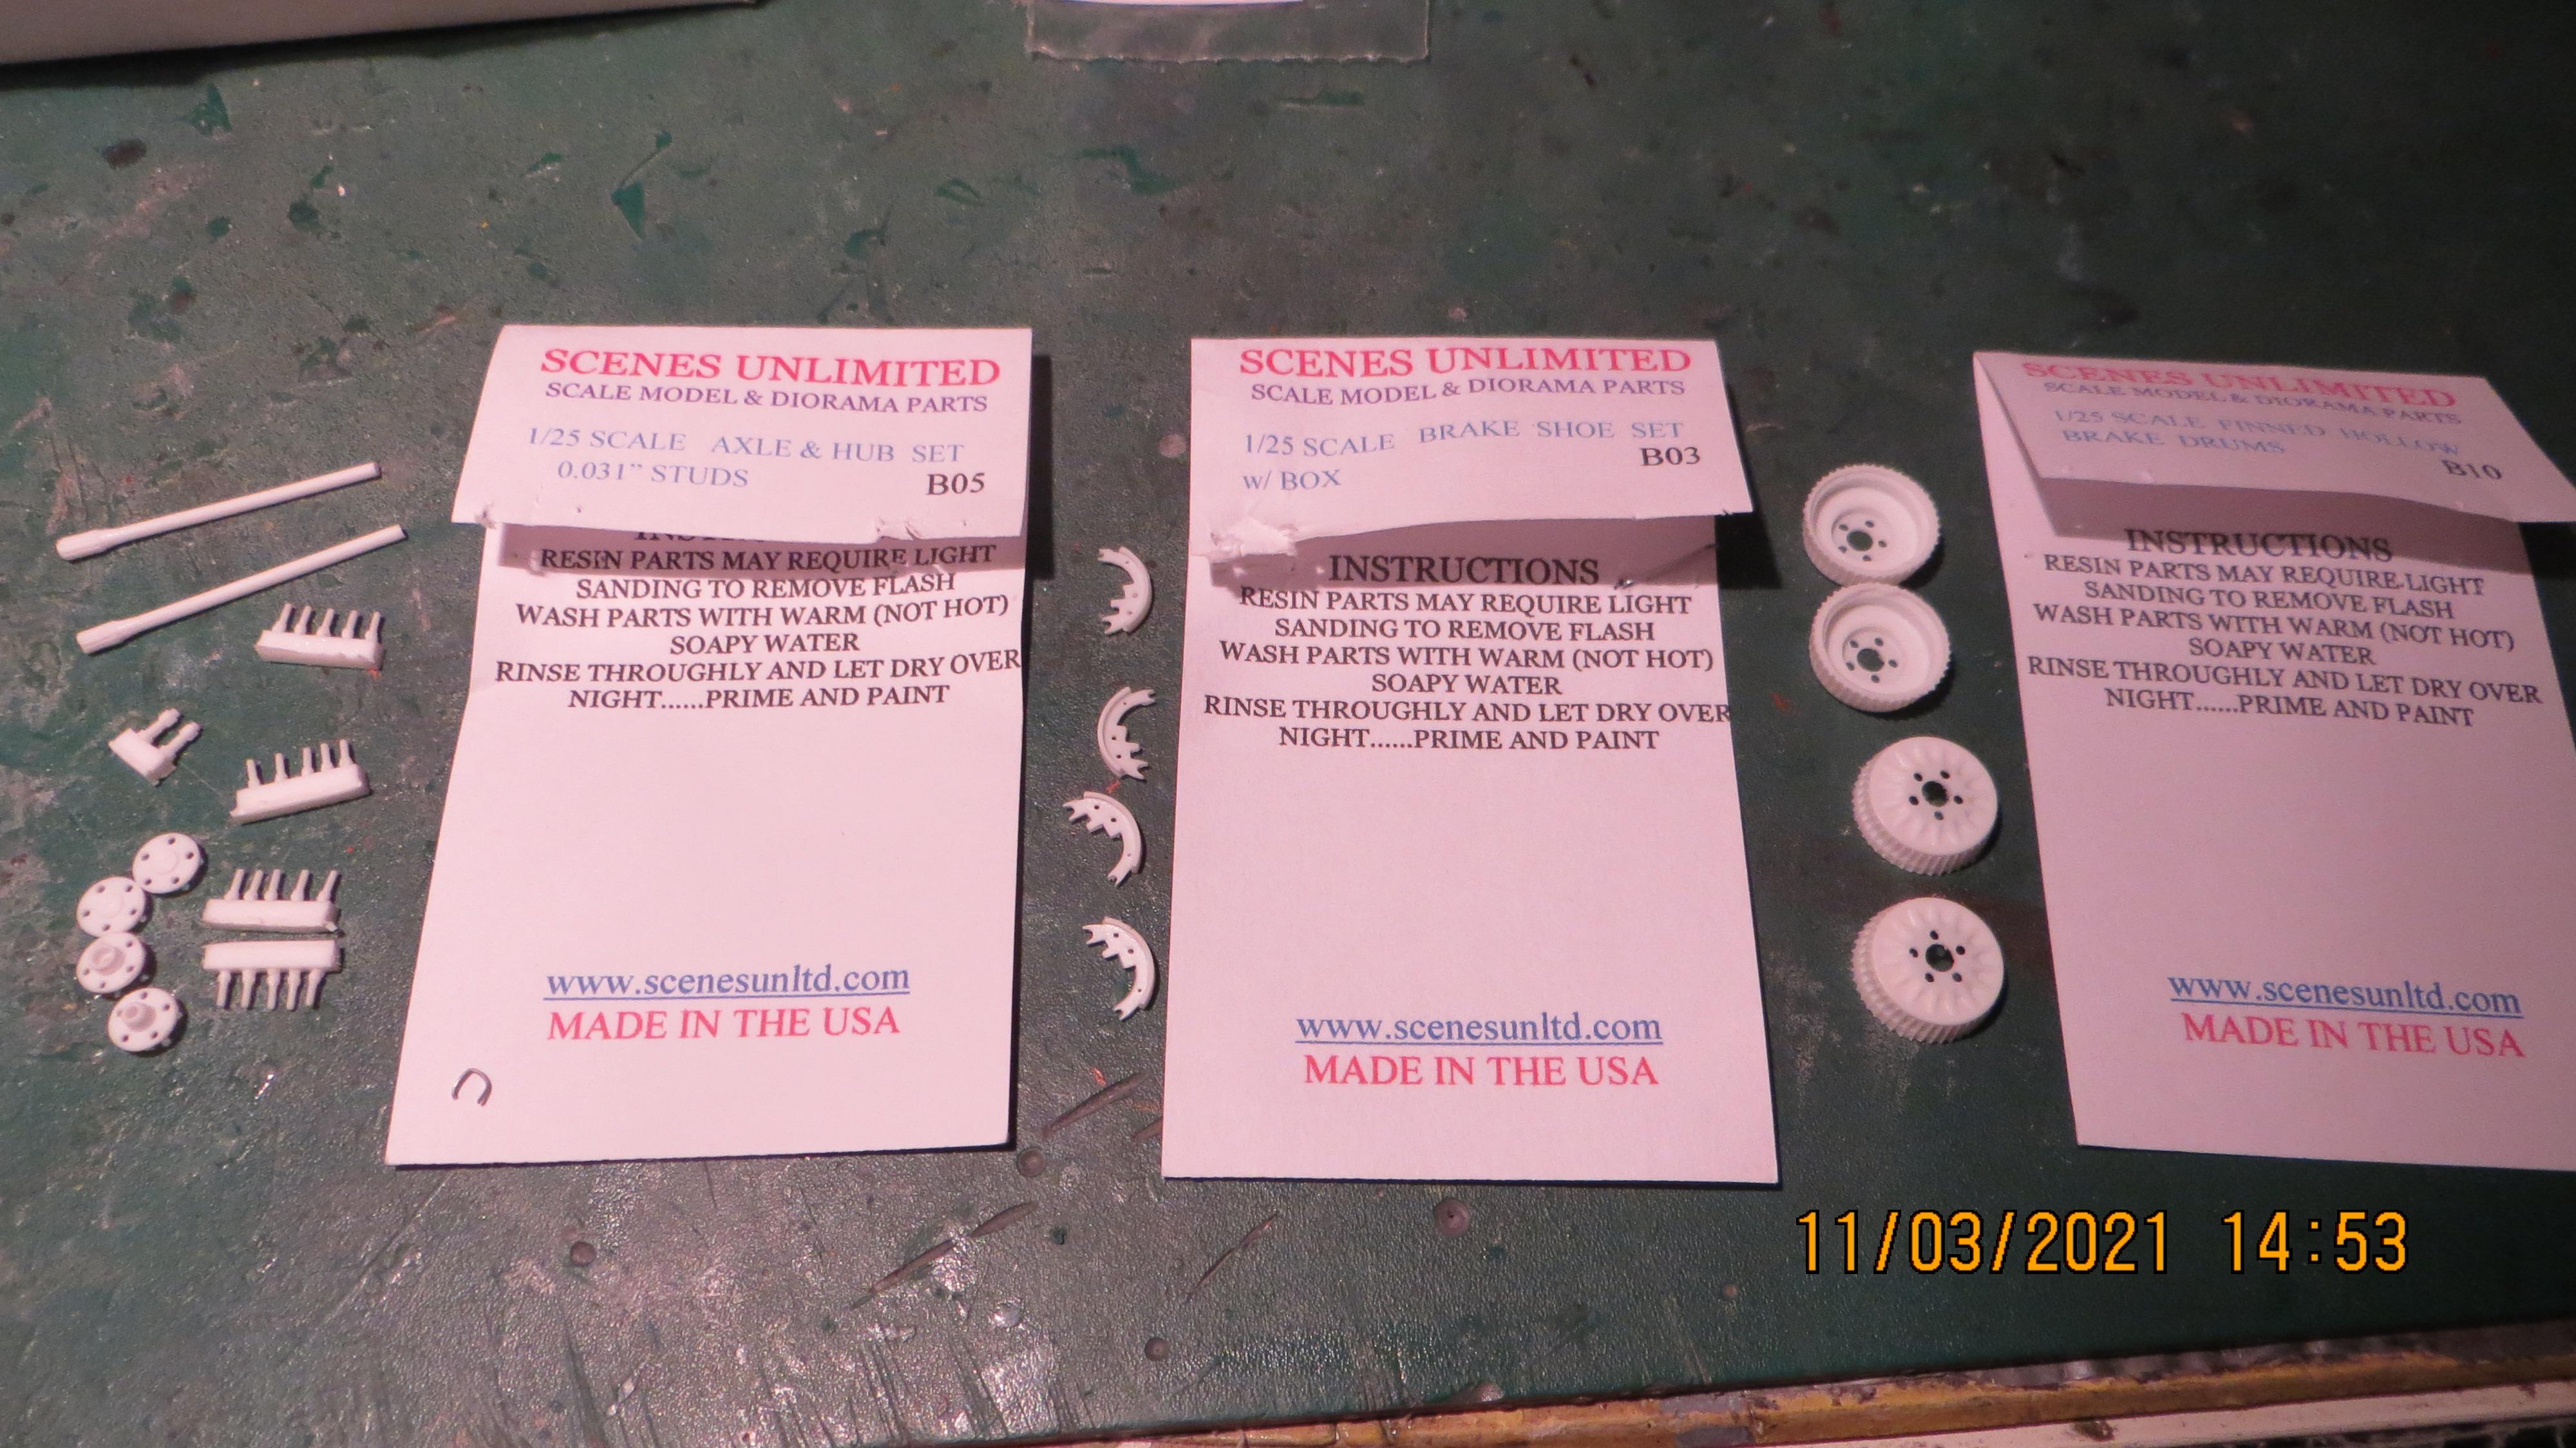 SCENES UNLIMITED
SCALE MODEL & DIORAMA PARTS
1/25 SCALE AXLE & HUB SET
0.031" STUDS B05
RESIN PARTS MAY REQUIRE LIGHT
SANDING TO REMOVE FLASH
WASH PARTS WITH WARM (NOT HOT)
SOAPY WATER
RINSE THROUGHLY AND LET DRY OVER
NIGHT......PRIME AND PAINT
www.scenesunltd.com
MADE IN THE USA
SCENES UNLIMITED
SCALE MODEL & DIORAMA PARTS
1/25 SCALE BRAKE SHOE SET
w/ BOX B03
INSTRUCTIONS
RESIN PARTS MAY REQUIRE LIGHT
SANDING TO REMOVE FLASH
WASH PARTS WITH WARM (NOT HOT)
SOAPY WATER
RINSE THROUGHLY AND LET DRY OVER
NIGHT......PRIME AND PAINT
www.scenesunltd.com
MADE IN THE USA
SCENES UNLIMITED
SCALE MODEL & DIORAMA PARTS
1/25 SCALE FINNED HOLLOW
BRAKE DRUMS B10
INSTRUCTIONS
RESIN PARTS MAY REQUIRE LIGHT
SANDING TO REMOVE FLASH
WASH PARTS WITH WARM (NOT HOT)
SOAPY WATER
RINSE THROUGHLY AND LET DRY OVER
NIGHT......PRIME AND PAINT
www.scenesunltd.com
MADE IN THE USA
11/03/2021 14:53